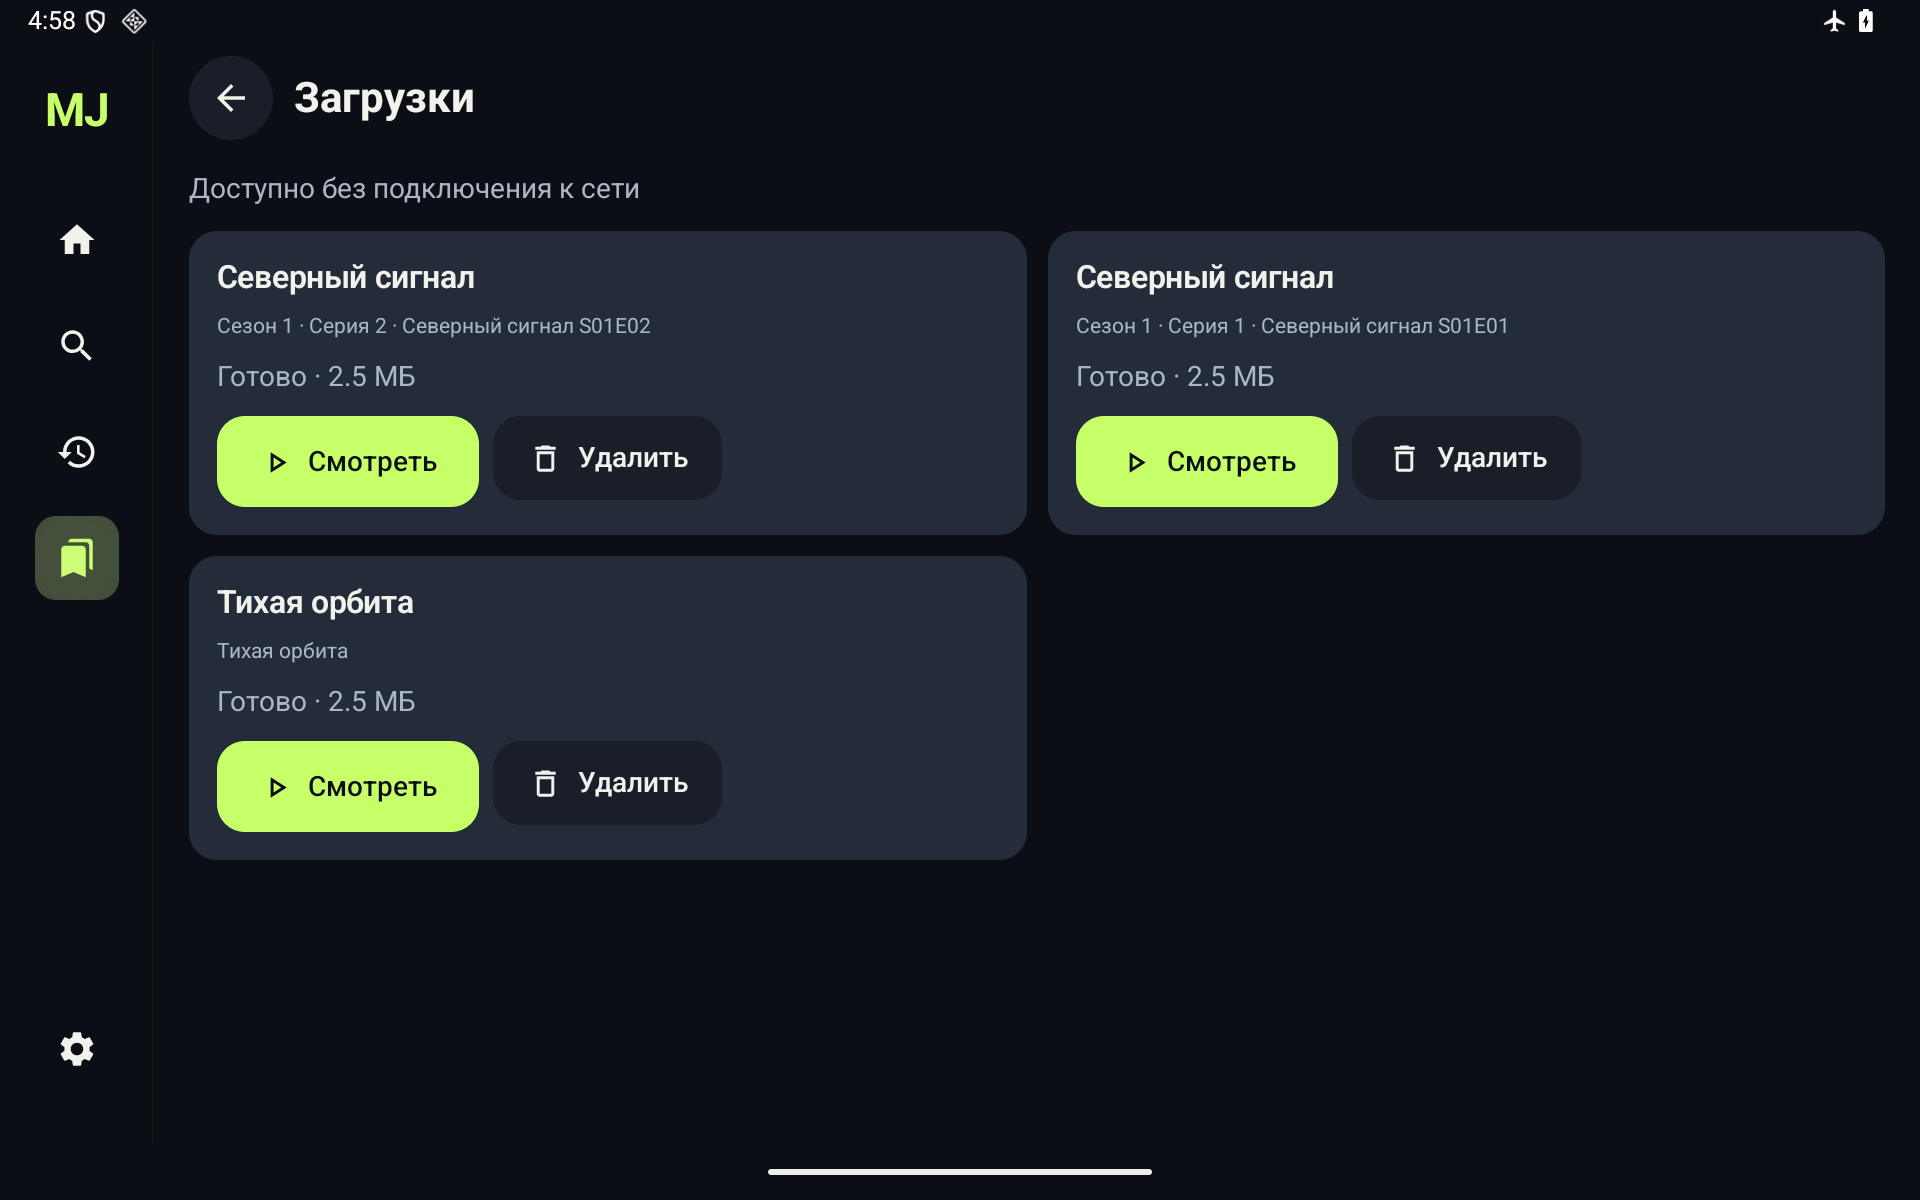 4:58
MJ
Загрузки
Доступно без подключения к сети
Северный сигнал
Сезон 1 · Серия 2 · Северный сигнал S01E02
Готово · 2.5 МБ
Смотреть
Удалить
Северный сигнал
Сезон 1 · Серия 1 · Северный сигнал S01E01
Готово · 2.5 МБ
Смотреть
Удалить
Тихая орбита
Тихая орбита
Готово · 2.5 МБ
Смотреть
Удалить